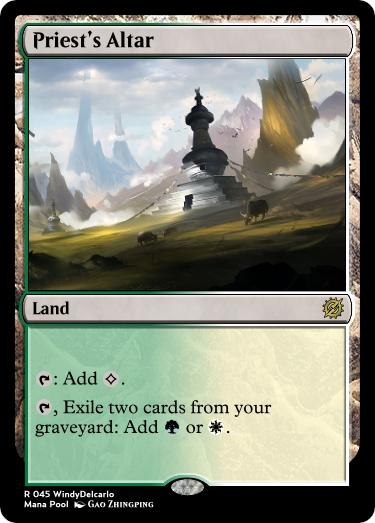 Priest's Altar
Land
: Add .
, Exile two cards from your
graveyard: Add or .
R 045 WindyDelcarlo
Mana Pool Gao Zhingping